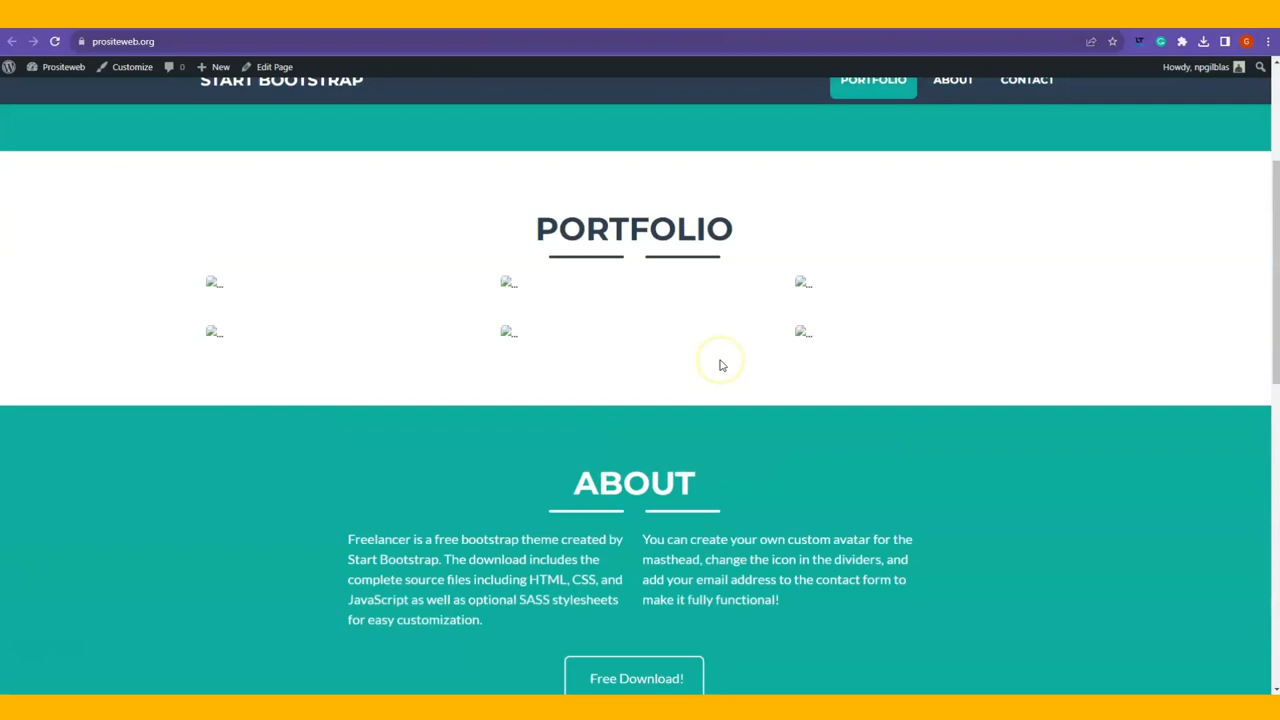 prositeweb.org
G
Prositeweb Customize 0 New Edit Page Howdy, npgilblas
START BOOTSTRAP PORTFOLIO ABOUT CONTACT
PORTFOLIO
... ... ...
... ... ...
ABOUT
Freelancer is a free bootstrap theme created by
Start Bootstrap. The download includes the
complete source files including HTML, CSS, and
JavaScript as well as optional SASS stylesheets
for easy customization.
You can create your own custom avatar for the
masthead, change the icon in the dividers, and
add your email address to the contact form to
make it fully functional!
Free Download!